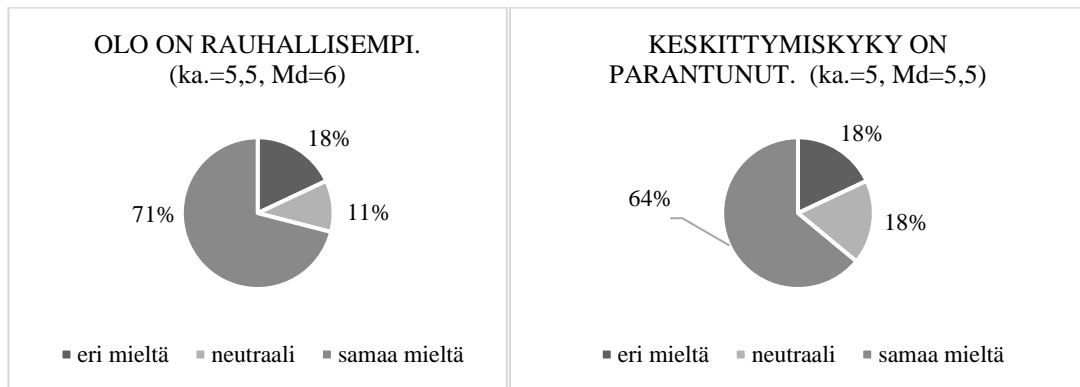 OLO ON RAUHALLISEMPI.
(ka.=5,5, Md=6)
18%
11%
71%
eri mieltä neutraali samaa mieltä
KESKITTYMISKYKY ON
PARANTUNUT. (ka.=5, Md=5,5)
18%
18%
64%
eri mieltä neutraali samaa mieltä